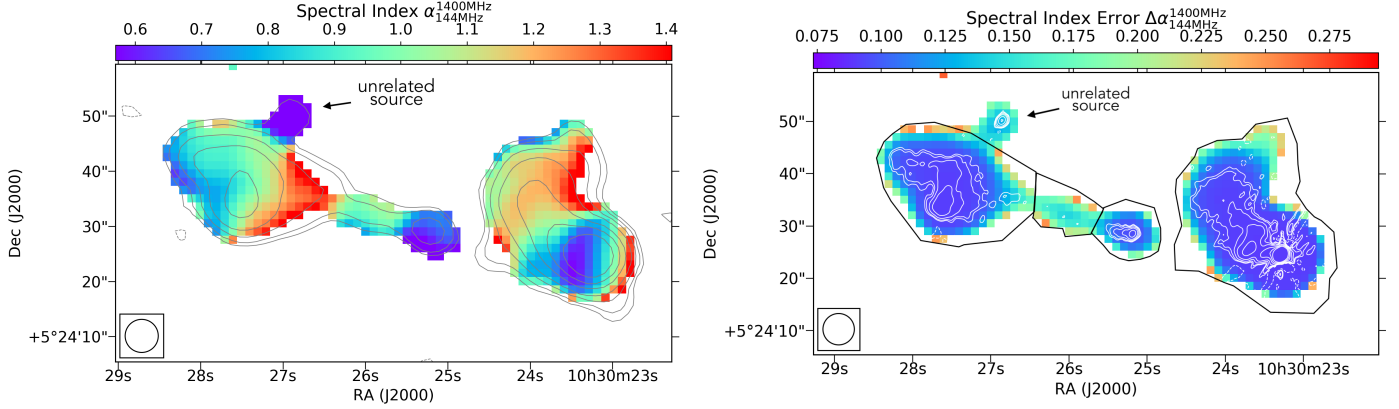 Spectral Index α 1400MHz 144MHz
0.6 0.7 0.8 0.9 1.0 1.1 1.2 1.3 1.4
unrelated
source
50"
40"
30"
20"
+5°24'10"
Dec (J2000)
29s 28s 27s 26s 25s 24s 10h30m23s
RA (J2000)
Spectral Index Error Δα 1400MHz 144MHz
0.075 0.100 0.125 0.150 0.175 0.200 0.225 0.250 0.275
unrelated
source
50"
40"
30"
20"
+5°24'10"
Dec (J2000)
29s 28s 27s 26s 25s 24s 10h30m23s
RA (J2000)